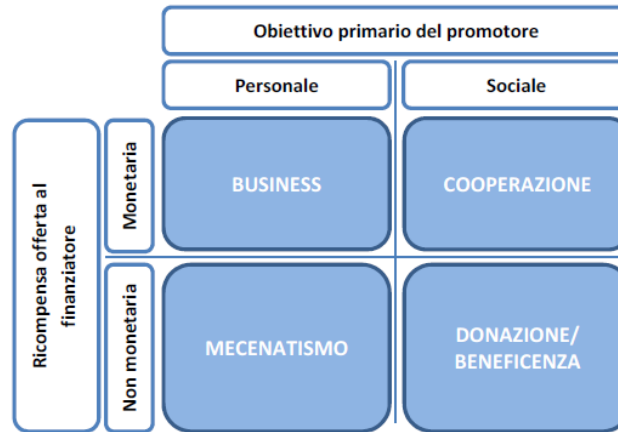 Obiettivo primario del promotore
Personale
Sociale
Ricompensa offerta al
finanziatore
Monetaria
BUSINESS
COOPERAZIONE
Non monetaria
MECENATISMO
DONAZIONE/
BENEFICENZA